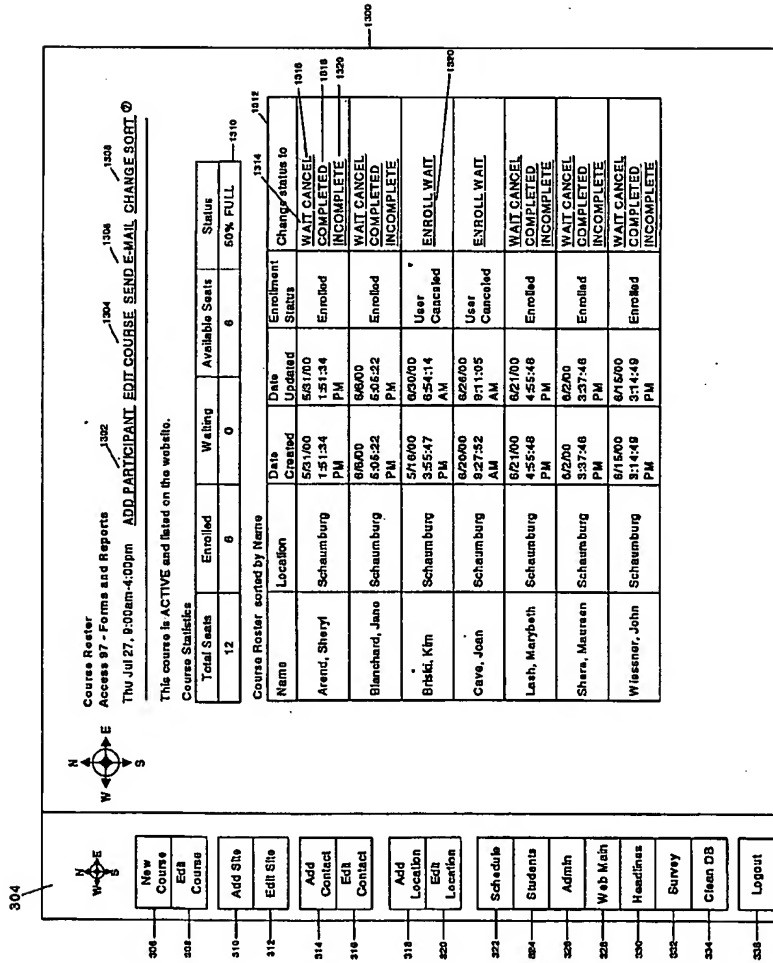 304
N
W E
S
New Course
Edit Course
Add Site
Edit Site
Add Contact
Edit Contact
Add Location
Edit Location
Schedule
Students
Admin
Web Main
Headlines
Survey
Clean DB
Logout
306
308
310
312
314
316
318
320
322
324
326
328
330
332
334
338
N
W E
S
Course Roster
Access 97 - Forms and Reports
1302 1304 1306 1308
Thu Jul 27, 9:00am-4:00pm ADD PARTICIPANT EDIT COURSE SEND E-MAIL CHANGE SORT ?
This course is ACTIVE and listed on the website.
Course Statistics
Total Seats Enrolled Waiting Available Seats Status
12 6 0 6 50% FULL
1310
Course Roster sorted by Name
1314 1316 1318 1320 1312
Name Location Date Created Date Updated Enrollment Status Change status to
Arend, Sheryl Schaumburg 5/31/00 1:51:34 PM 5/31/00 1:51:34 PM Enrolled WAIT CANCEL COMPLETED INCOMPLETE
Blanchard, Jane Schaumburg 6/6/00 5:05:22 PM 6/6/00 5:05:22 PM Enrolled WAIT CANCEL COMPLETED INCOMPLETE
Briski, Kim Schaumburg 5/16/00 3:55:47 PM 6/30/00 6:54:14 AM User Canceled ENROLL WAIT
1320
Cave, Joan Schaumburg 6/20/00 9:27:52 AM 6/26/00 9:11:05 AM User Canceled ENROLL WAIT
Lash, Marybeth Schaumburg 6/21/00 4:55:48 PM 6/21/00 4:55:48 PM Enrolled WAIT CANCEL COMPLETED INCOMPLETE
Shere, Maureen Schaumburg 6/2/00 3:37:46 PM 6/2/00 3:37:46 PM Enrolled WAIT CANCEL COMPLETED INCOMPLETE
Wiessner, John Schaumburg 6/15/00 3:14:49 PM 6/15/00 3:14:49 PM Enrolled WAIT CANCEL COMPLETED INCOMPLETE
1300